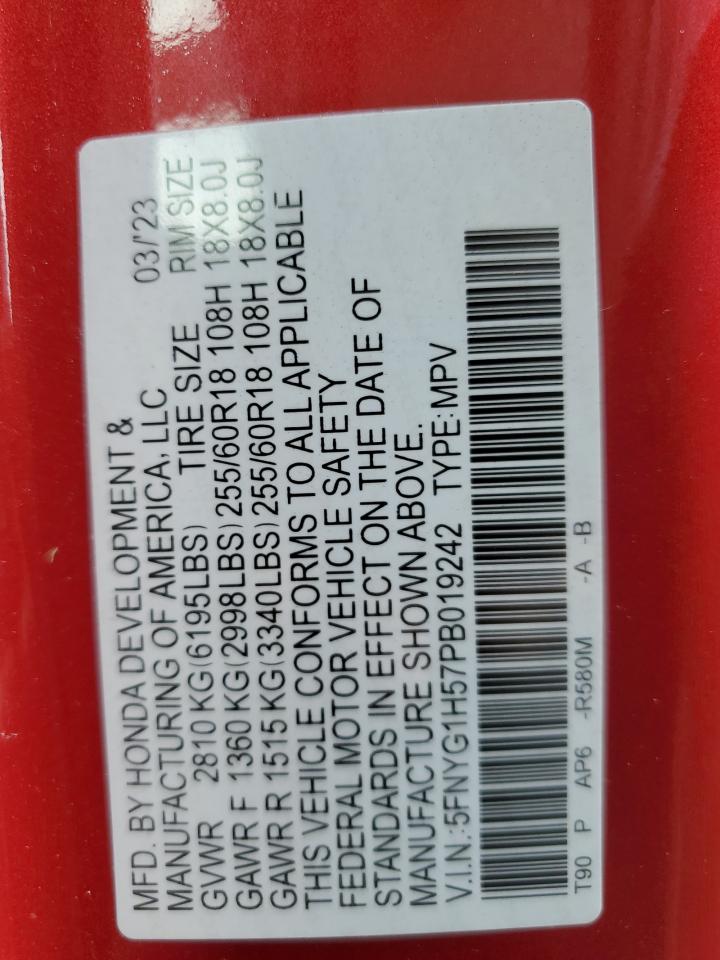 MFD. BY HONDA DEVELOPMENT &
MANUFACTURING OF AMERICA, LLC 03/'23
GVWR 2810 KG(6195LBS) TIRE SIZE RIM SIZE
GAWR F 1360 KG(2998LBS) 255/60R18 108H 18X8.0J
GAWR R 1515 KG(3340LBS) 255/60R18 108H 18X8.0J
THIS VEHICLE CONFORMS TO ALL APPLICABLE
FEDERAL MOTOR VEHICLE SAFETY
STANDARDS IN EFFECT ON THE DATE OF
MANUFACTURE SHOWN ABOVE.
V.I.N.:5FNYG1H57PB019242 TYPE:MPV
T90 P AP6 -R580M -A -B